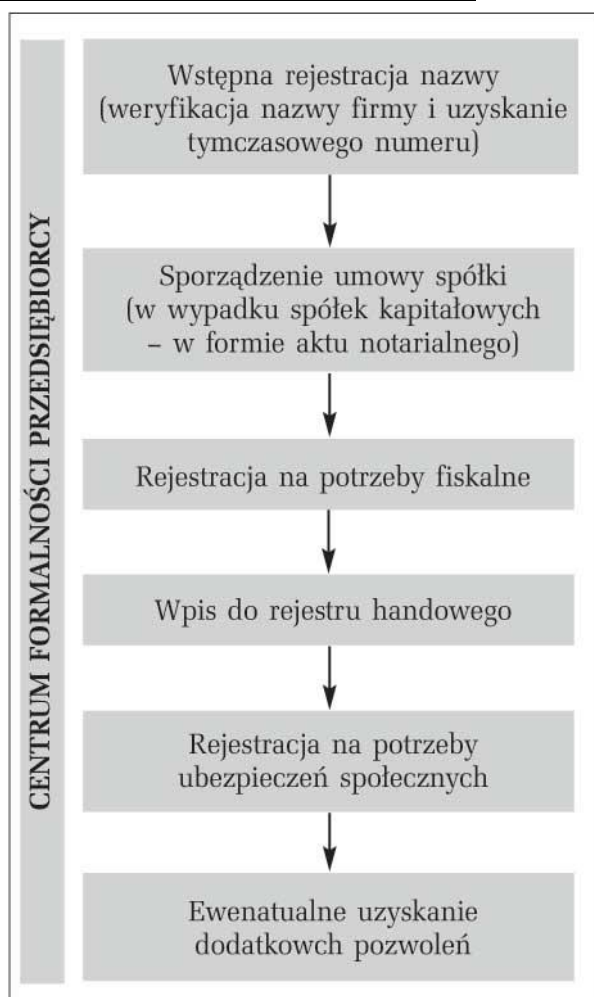 CENTRUM FORMALNOŚCI PRZEDSIĘBIORCY
Wstępna rejestracja nazwy
(weryfikacja nazwy firmy i uzyskanie
tymczasowego numeru)
Sporządzenie umowy spółki
(w wypadku spółek kapitałowych
– w formie aktu notarialnego)
Rejestracja na potrzeby fiskalne
Wpis do rejestru handowego
Rejestracja na potrzeby
ubezpieczeń społecznych
Ewenatualne uzyskanie
dodatkowch pozwoleń